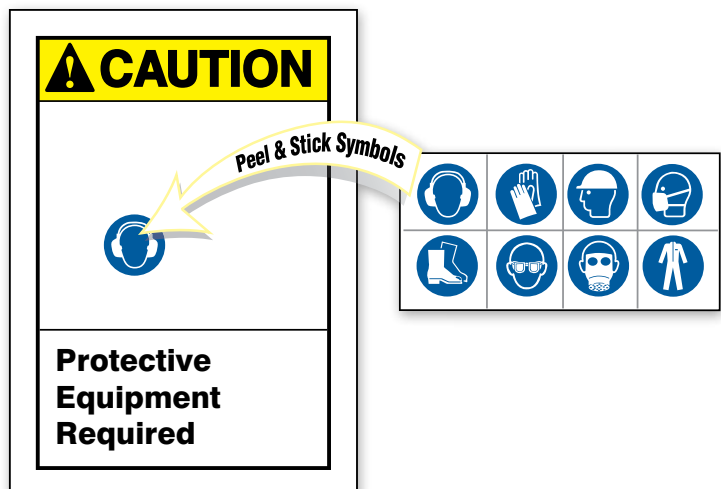 CAUTION
Peel & Stick Symbols
Protective
Equipment
Required